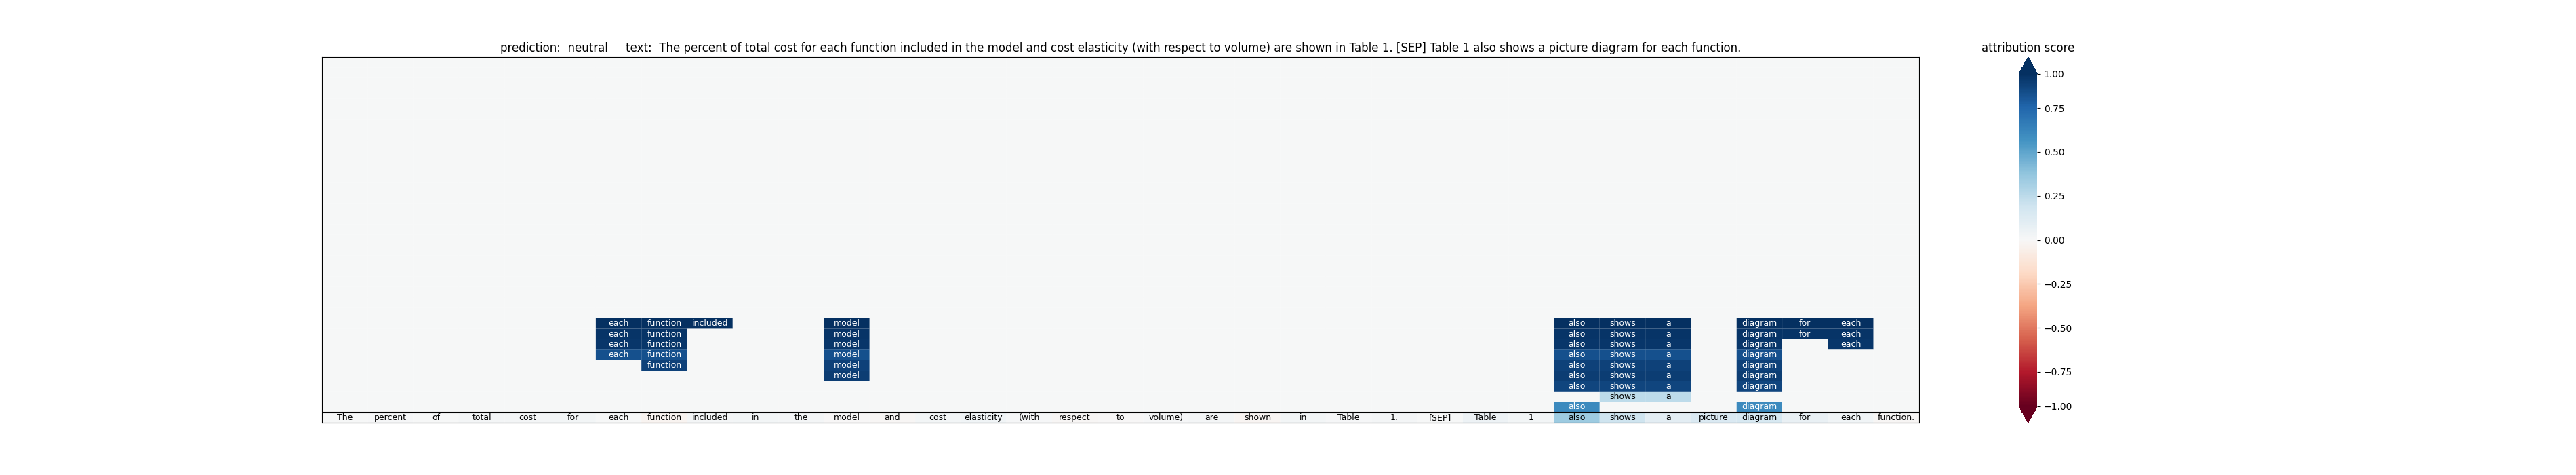 prediction: neutral text: The percent of total cost for each function included in the model and cost elasticity (with respect to volume) are shown in Table 1. [SEP] Table 1 also shows a picture diagram for each function.
attribution score
1.00
0.75
0.50
0.25
0.00
−0.25
−0.50
−0.75
−1.00
each function included model also shows a diagram for each
each function model also shows a diagram for each
each function model also shows a diagram each
each function model also shows a diagram
function model also shows a diagram
model also shows a diagram
also shows a diagram
shows a
also diagram
The percent of total cost for each function included in the model and cost elasticity (with respect to volume) are shown in Table 1. [SEP] Table 1 also shows a picture diagram for each function.